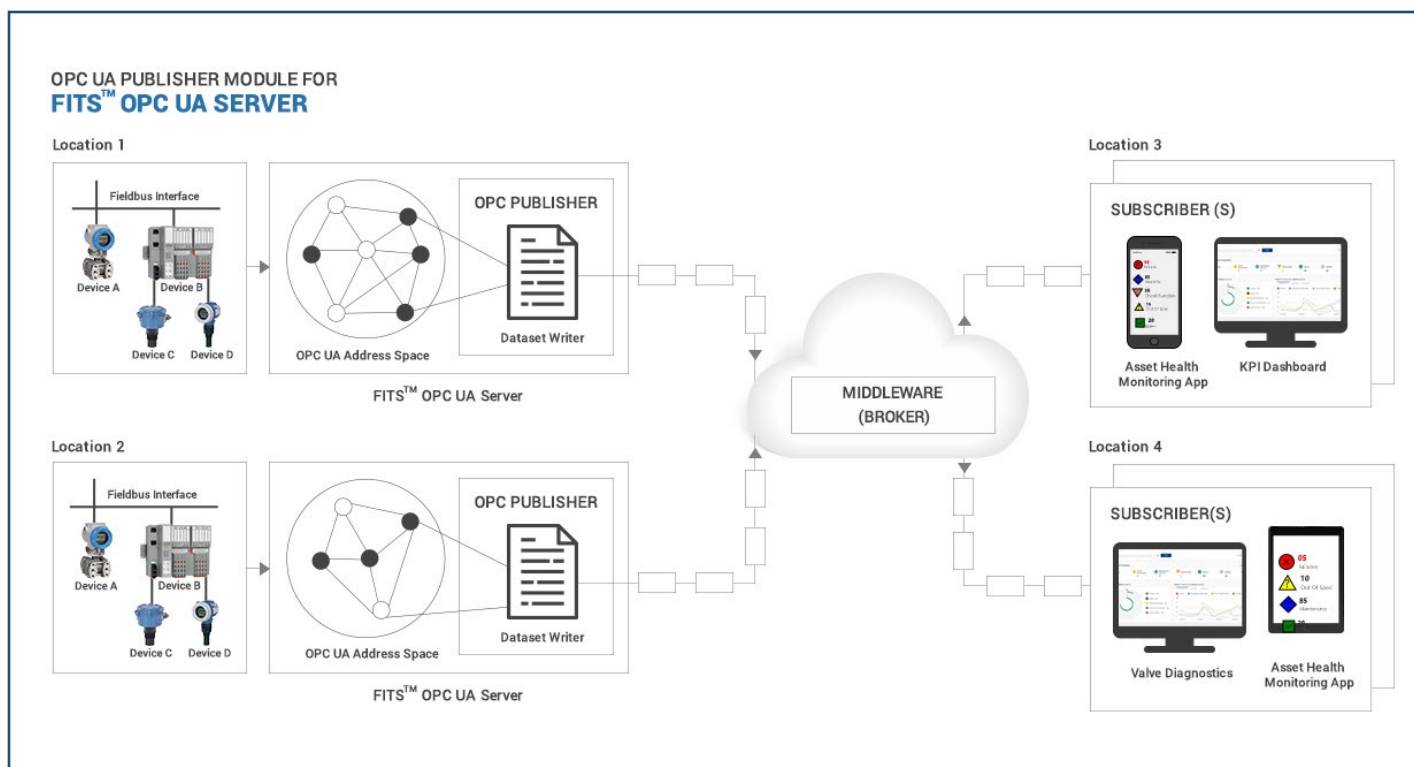 OPC UA PUBLISHER MODULE FOR
FITS™ OPC UA SERVER
Location 1
Fieldbus Interface
Device A
Device B
Device C
Device D
OPC UA Address Space
OPC PUBLISHER
Dataset Writer
FITS™ OPC UA Server
Location 2
Fieldbus Interface
Device A
Device B
Device C
Device D
OPC UA Address Space
OPC PUBLISHER
Dataset Writer
FITS™ OPC UA Server
MIDDLEWARE
(BROKER)
Location 3
SUBSCRIBER (S)
Asset Health
Monitoring App
KPI Dashboard
Location 4
SUBSCRIBER(S)
05
10
Out Of Spec
85
Maintenance
Valve Diagnostics
Asset Health
Monitoring App